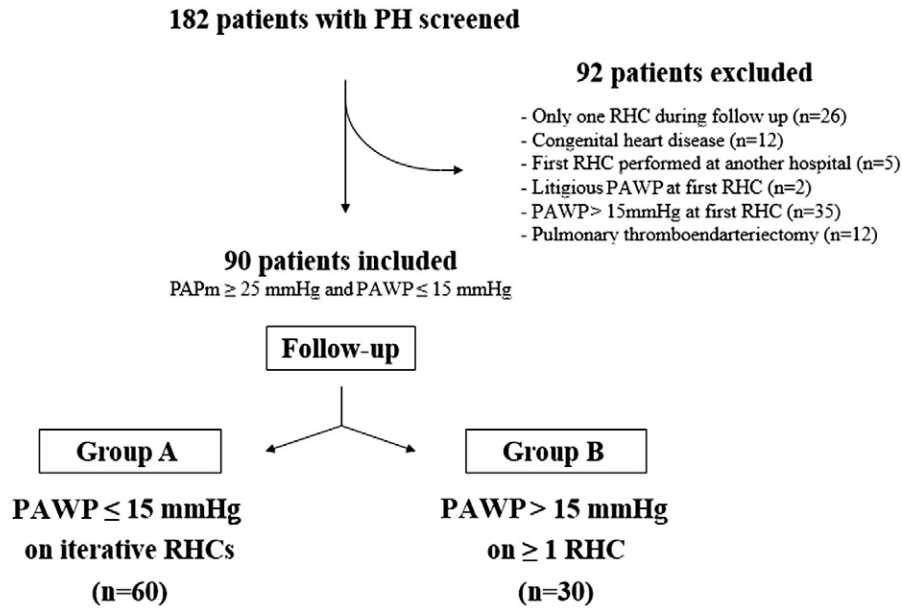 182 patients with PH screened
92 patients excluded
- Only one RHC during follow up (n=26)
- Congenital heart disease (n=12)
- First RHC performed at another hospital (n=5)
- Litigious PAWP at first RHC (n=2)
- PAWP> 15mmHg at first RHC (n=35)
- Pulmonary thromboendarteriectomy (n=12)
90 patients included
PAPm ≥ 25 mmHg and PAWP ≤ 15 mmHg
Follow-up
Group A
PAWP ≤ 15 mmHg
on iterative RHCs
(n=60)
Group B
PAWP> 15 mmHg
on ≥ 1 RHC
(n=30)